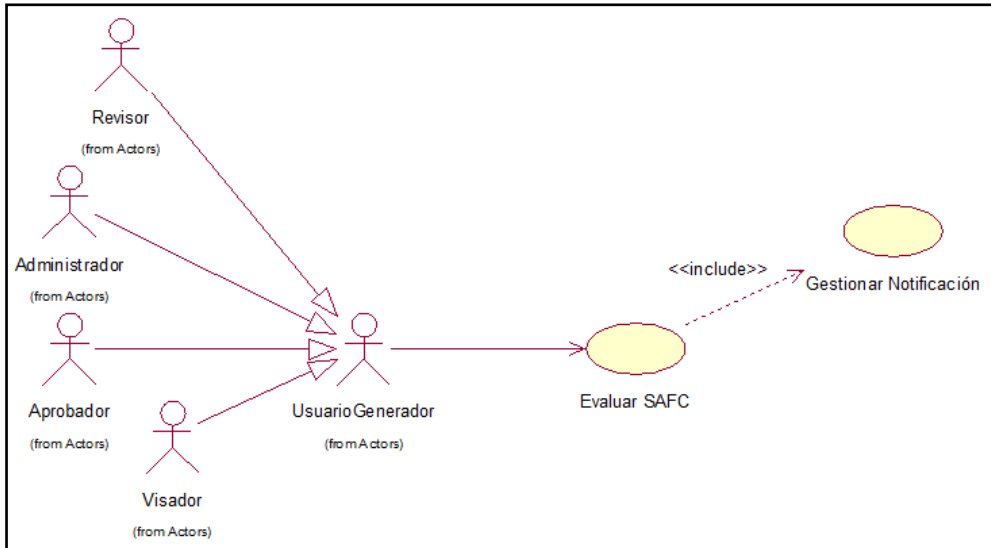 Revisor
(from Actors)
Administrador
(from Actors)
<<include>>
Gestionar Notificación
Aprobador
(from Actors)
UsuarioGenerador
(from Actors)
Evaluar SAFC
Visador
(from Actors)